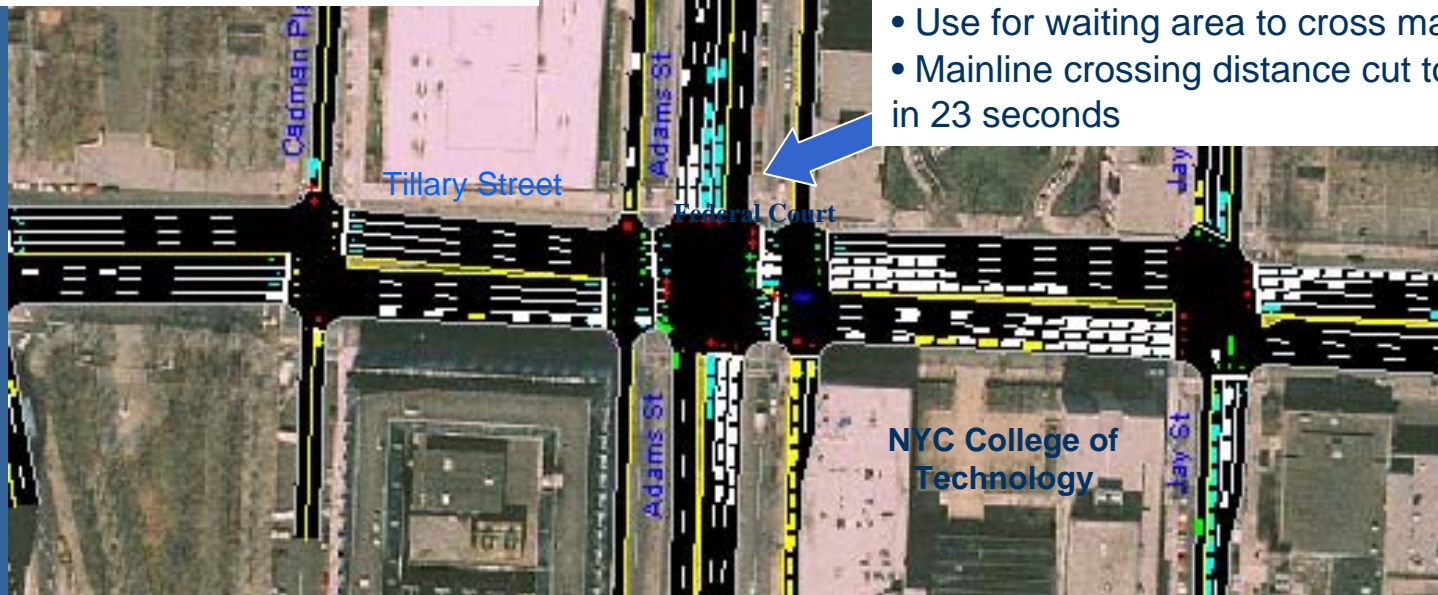 • Use for waiting area to cross ma
• Mainline crossing distance cut to
in 23 seconds
Cadman Pla
Adams St
Jay
Tillary Street
Federal Court
Adams St
NYC College of
Technology
Jay St